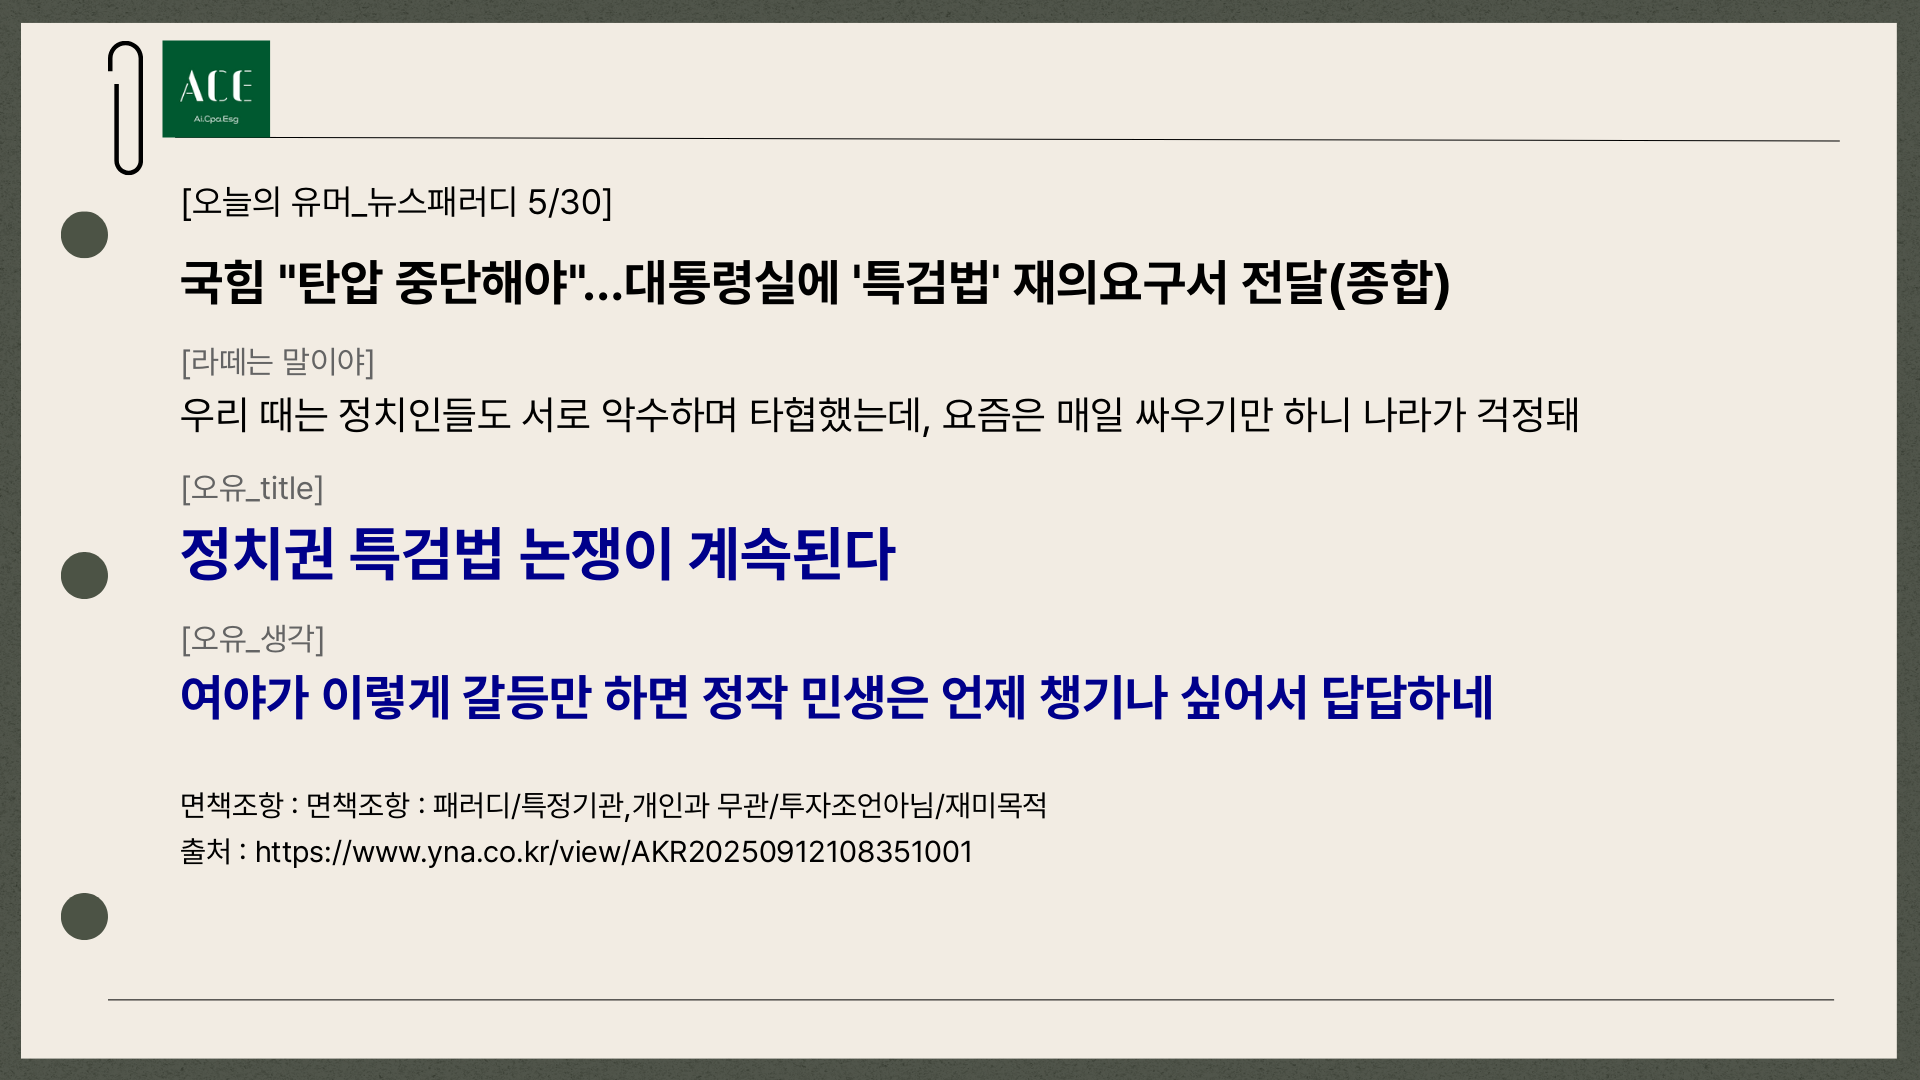 ACE
Ai.Cpa.Esg
[오늘의 유머_뉴스패러디 5/30]
국힘 "탄압 중단해야"...대통령실에 '특검법' 재의요구서 전달(종합)
[라떼는 말이야]
우리 때는 정치인들도 서로 악수하며 타협했는데, 요즘은 매일 싸우기만 하니 나라가 걱정돼
[오유_title]
정치권 특검법 논쟁이 계속된다
[오유_생각]
여야가 이렇게 갈등만 하면 정작 민생은 언제 챙기나 싶어서 답답하네
면책조항 : 면책조항 : 패러디/특정기관,개인과 무관/투자조언아님/재미목적
출처 : https://www.yna.co.kr/view/AKR20250912108351001